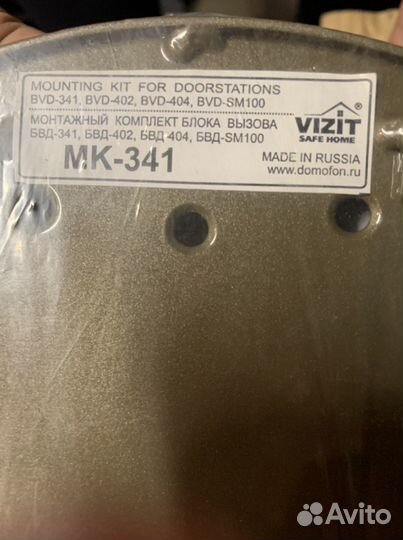 MOUNTING KIT FOR DOORSTATIONS
BVD-341, BVD-402, BVD-404, BVD-SM100
МОНТАЖНЫЙ КОМПЛЕКТ БЛОКА ВЫЗОВА
БВД-341, БВД-402, БВД-404, БВД-SM100
МК-341
VIZIT®
SAFE HOME
MADE IN RUSSIA
www.domofon.ru
Avito